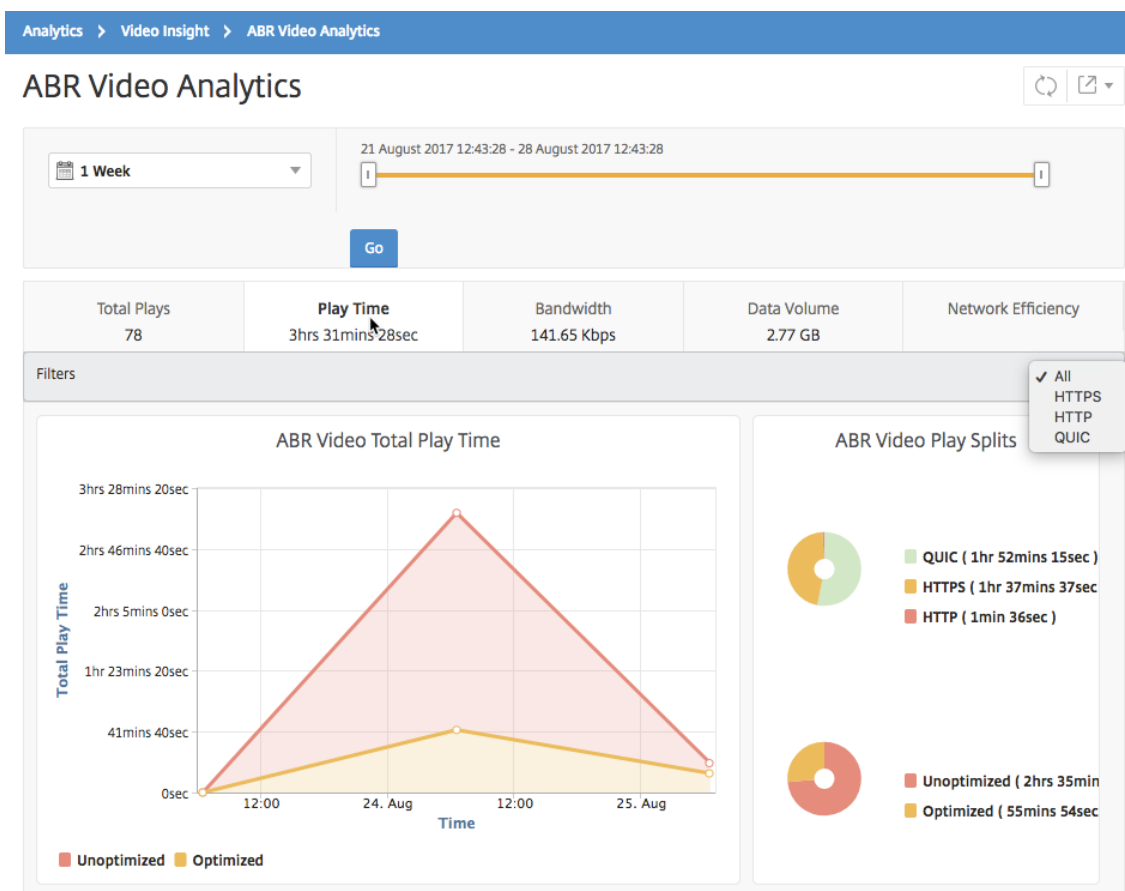 Analytics > Video Insight > ABR Video Analytics
ABR Video Analytics
21 August 2017 12:43:28 - 28 August 2017 12:43:28
1 Week
Go
Total Plays
78
Play Time
3hrs 31mins 28sec
Bandwidth
141.65 Kbps
Data Volume
2.77 GB
Network Efficiency
Filters
All
HTTPS
HTTP
QUIC
ABR Video Total Play Time
3hrs 28mins 20sec
2hrs 46mins 40sec
2hrs 5mins 0sec
1hr 23mins 20sec
41mins 40sec
0sec
Total Play Time
12:00
24. Aug
12:00
25. Aug
Time
Unoptimized
Optimized
ABR Video Play Splits
QUIC ( 1hr 52mins 15sec )
HTTPS ( 1hr 37mins 37sec
HTTP ( 1min 36sec )
Unoptimized ( 2hrs 35min
Optimized ( 55mins 54sec